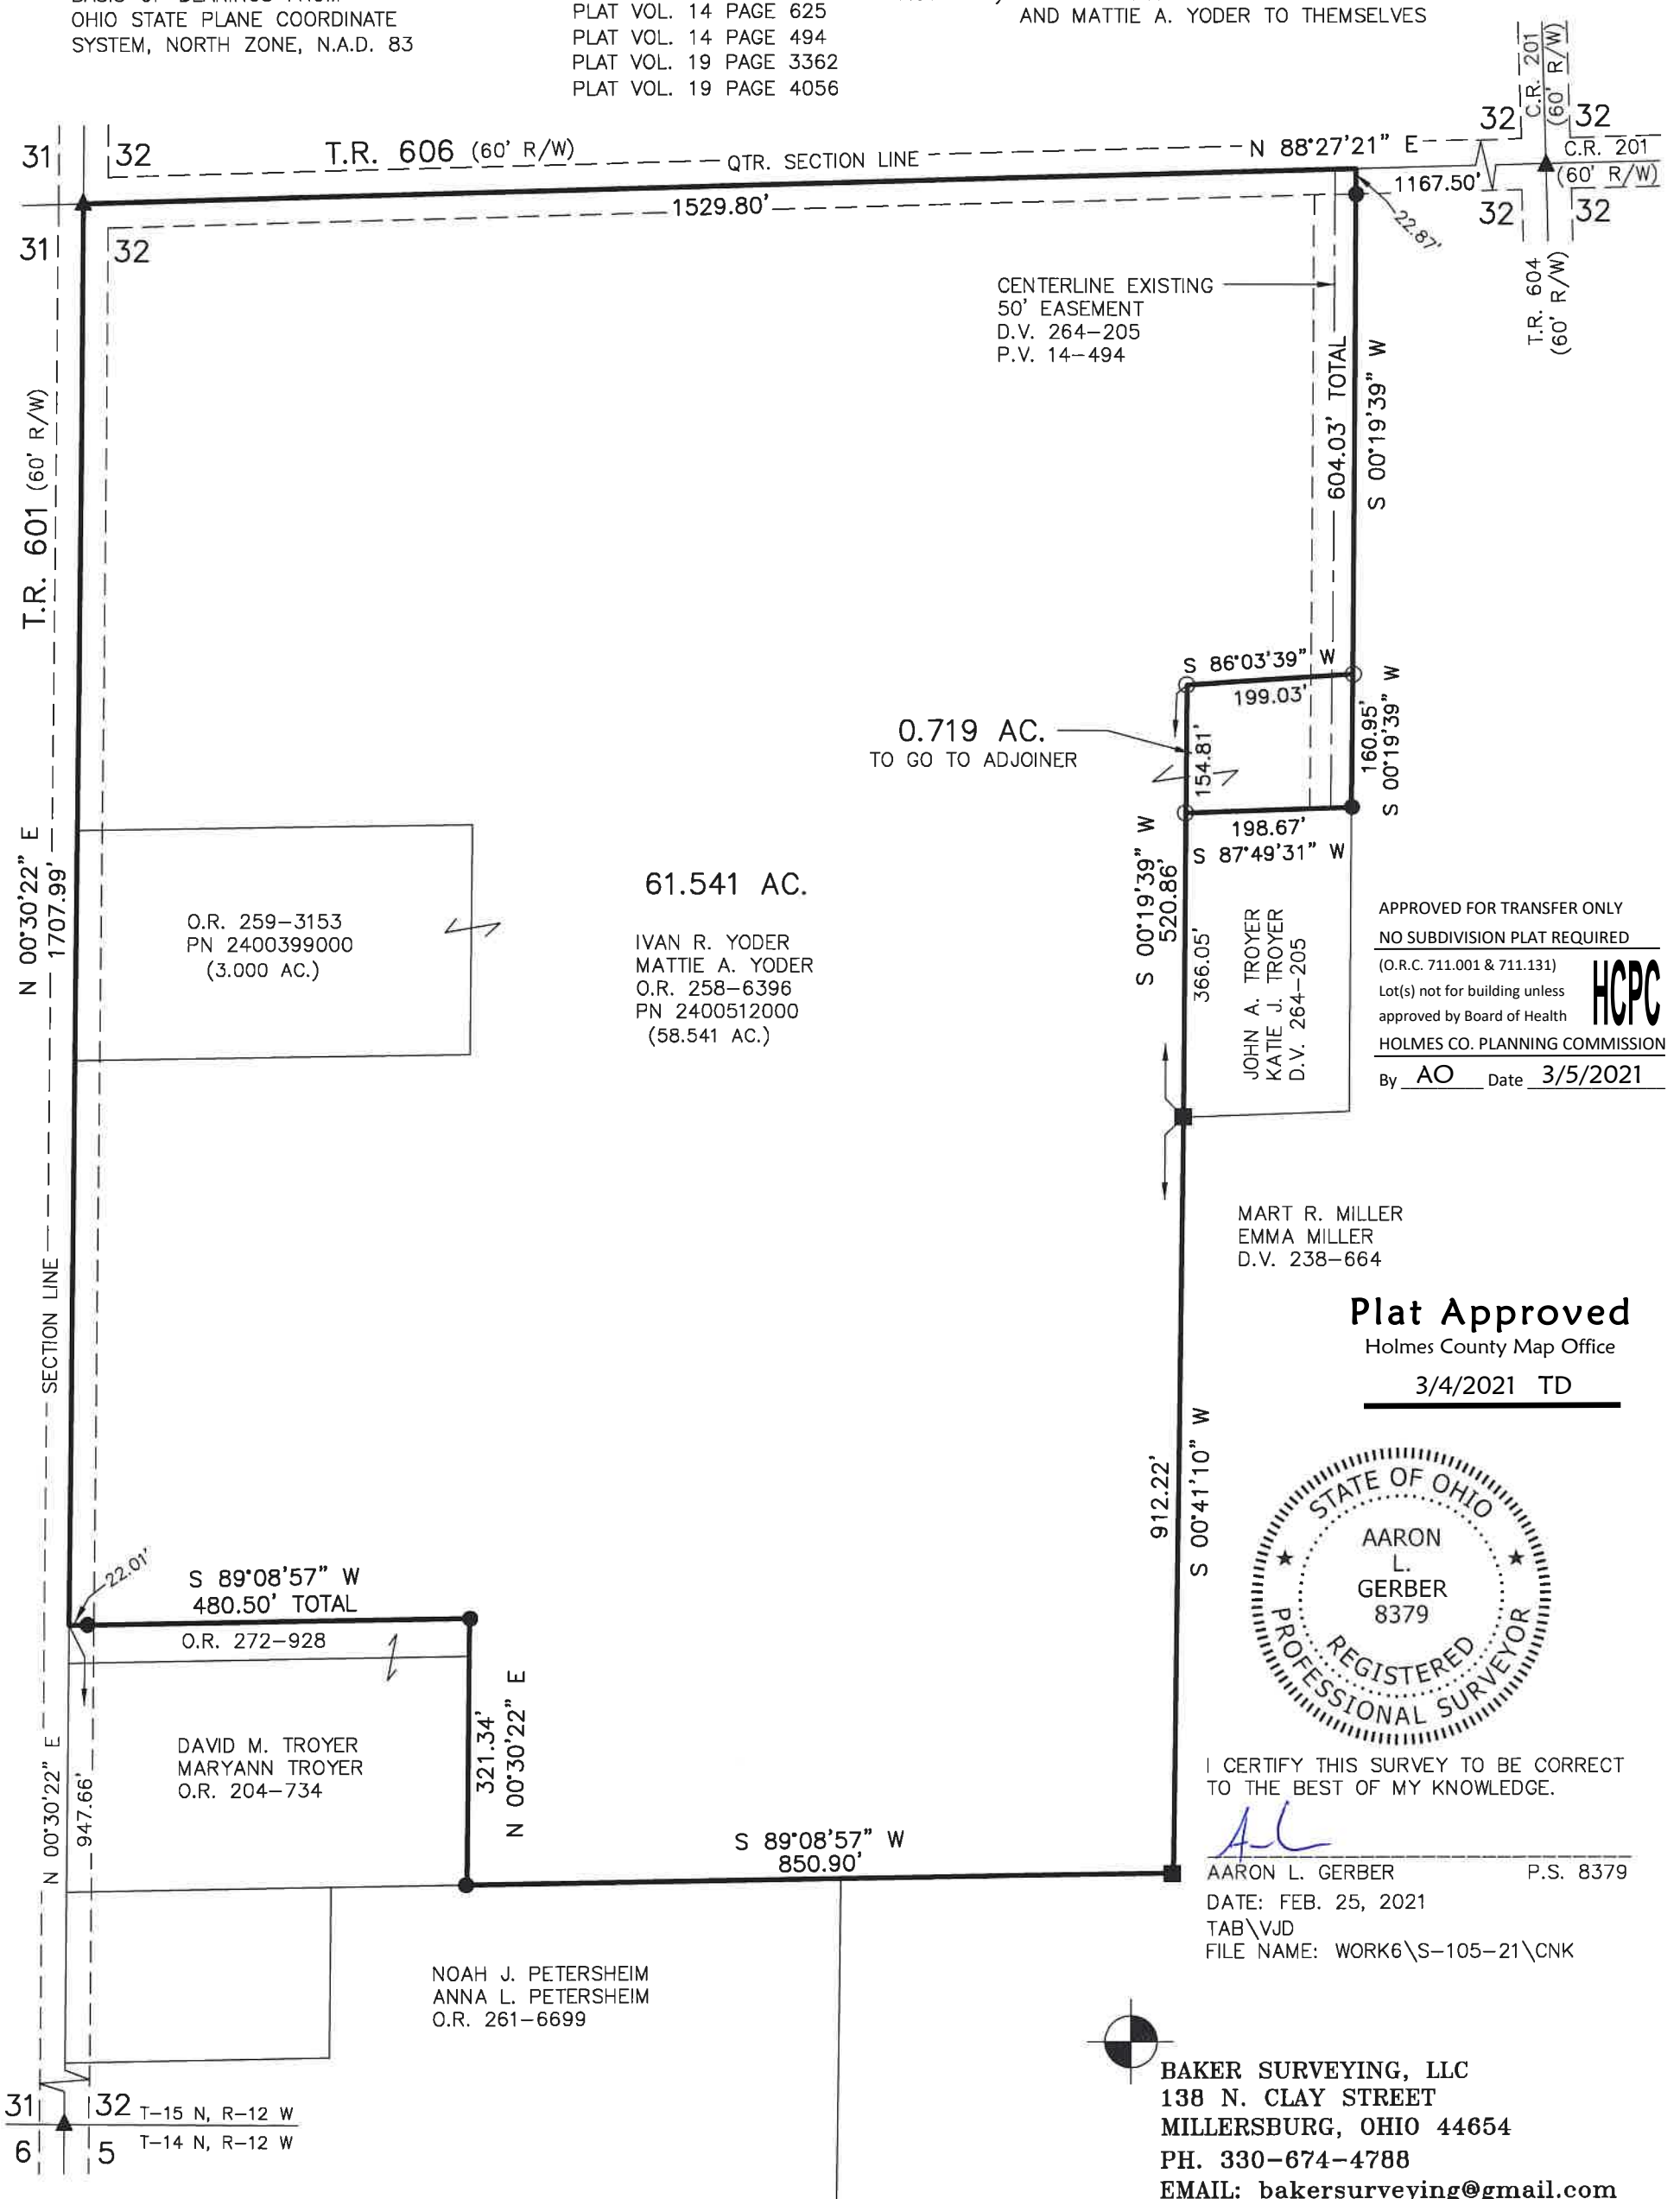 OHIO STATE PLANE COORDINATE
SYSTEM, NORTH ZONE, N.A.D. 83
PLAT VOL. 14 PAGE 625
PLAT VOL. 14 PAGE 494
PLAT VOL. 19 PAGE 3362
PLAT VOL. 19 PAGE 4056
AND MATTIE A. YODER TO THEMSELVES
C.R. 201
(60' R/W)
31
32
T.R. 606 (60' R/W)
QTR. SECTION LINE
N 88°27'21" E
32
32
C.R. 201
(60' R/W)
1529.80'
1167.50'
22.87'
32
32
31
32
T.R. 604
(60' R/W)
CENTERLINE EXISTING
50' EASEMENT
D.V. 264-205
P.V. 14-494
604.03' TOTAL
S 00°19'39" W
T.R. 601 (60' R/W)
S 86°03'39" W
199.03'
0.719 AC.
TO GO TO ADJOINER
154.81'
160.95'
S 00°19'39" W
198.67'
S 87°49'31" W
N 00°30'22" E
1707.99'
S 00°19'39" W
520.86'
366.05'
61.541 AC.
O.R. 259-3153
PN 2400399000
(3.000 AC.)
IVAN R. YODER
MATTIE A. YODER
O.R. 258-6396
PN 2400512000
(58.541 AC.)
JOHN A. TROYER
KATIE J. TROYER
D.V. 264-205
APPROVED FOR TRANSFER ONLY
NO SUBDIVISION PLAT REQUIRED
(O.R.C. 711.001 & 711.131)
Lot(s) not for building unless
approved by Board of Health
HCPC
HOLMES CO. PLANNING COMMISSION
By AO Date 3/5/2021
MART R. MILLER
EMMA MILLER
D.V. 238-664
SECTION LINE
Plat Approved
Holmes County Map Office
3/4/2021 TD
912.22'
S 00°41'10" W
STATE OF OHIO
AARON
L.
GERBER
8379
REGISTERED
PROFESSIONAL SURVEYOR
22.01'
S 89°08'57" W
480.50' TOTAL
O.R. 272-928
DAVID M. TROYER
MARYANN TROYER
O.R. 204-734
321.34'
N 00°30'22" E
N 00°30'22" E
947.66'
S 89°08'57" W
850.90'
I CERTIFY THIS SURVEY TO BE CORRECT
TO THE BEST OF MY KNOWLEDGE.
AARON L. GERBER P.S. 8379
DATE: FEB. 25, 2021
TAB\VJD
FILE NAME: WORK6\S-105-21\CNK
NOAH J. PETERSHEIM
ANNA L. PETERSHEIM
O.R. 261-6699
31
32 T-15 N, R-12 W
6
5 T-14 N, R-12 W
BAKER SURVEYING, LLC
138 N. CLAY STREET
MILLERSBURG, OHIO 44654
PH. 330-674-4788
EMAIL: bakersurveying@gmail.com